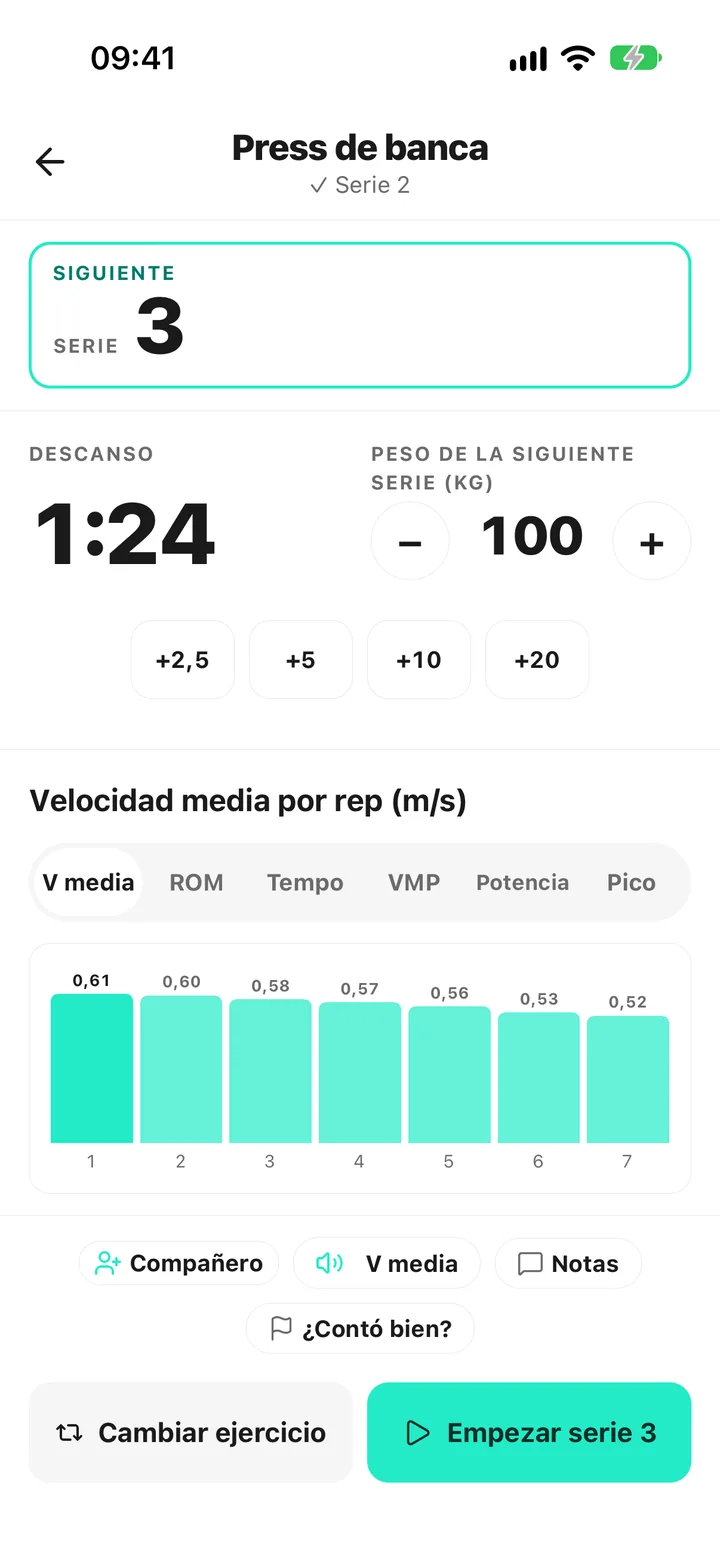 09:41
Press de banca
✓ Serie 2
SIGUIENTE
SERIE 3
DESCANSO
1:24
PESO DE LA SIGUIENTE
SERIE (KG)
− 100 +
+2,5 +5 +10 +20
Velocidad media por rep (m/s)
V media ROM Tempo VMP Potencia Pico
0,61 0,60 0,58 0,57 0,56 0,53 0,52
1 2 3 4 5 6 7
Compañero V media Notas
¿Contó bien?
Cambiar ejercicio Empezar serie 3